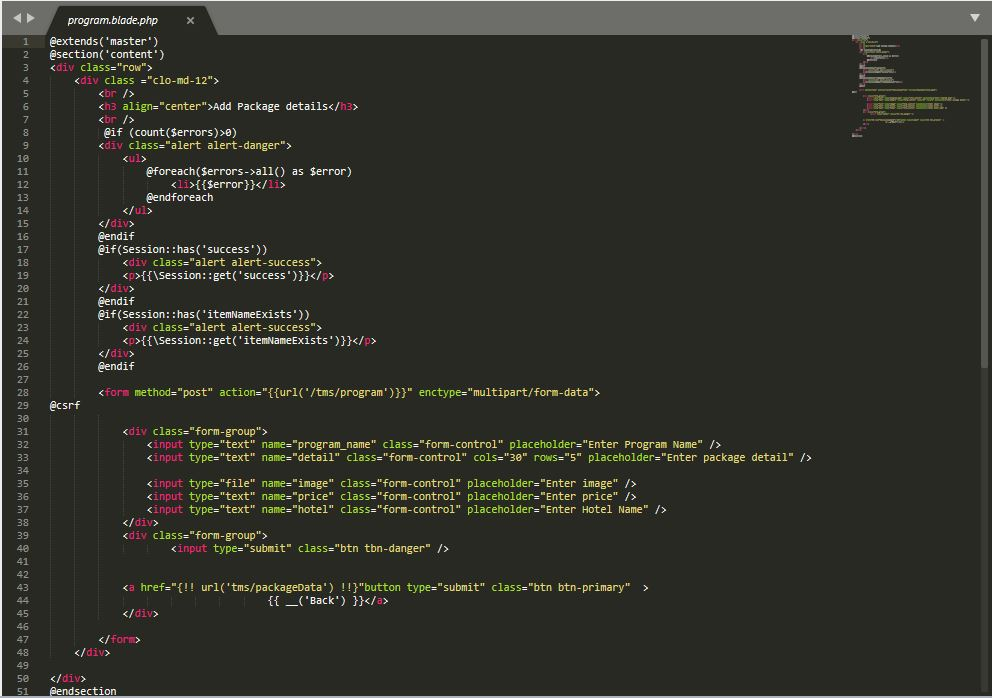 program.blade.php ×
1 @extends('master')
2 @section('content')
3 <div class="row">
4 <div class ="clo-md-12">
5 <br />
6 <h3 align="center">Add Package details</h3>
7 <br />
8 @if (count($errors)>0)
9 <div class="alert alert-danger">
10 <ul>
11 @foreach($errors->all() as $error)
12 <li>{{$error}}</li>
13 @endforeach
14 </ul>
15 </div>
16 @endif
17 @if(Session::has('success'))
18 <div class="alert alert-success">
19 <p>{{\Session::get('success')}}</p>
20 </div>
21 @endif
22 @if(Session::has('itemNameExists'))
23 <div class="alert alert-success">
24 <p>{{\Session::get('itemNameExists')}}</p>
25 </div>
26 @endif
27
28 <form method="post" action="{{url('/tms/program')}}" enctype="multipart/form-data">
29 @csrf
30
31 <div class="form-group">
32 <input type="text" name="program_name" class="form-control" placeholder="Enter Program Name" />
33 <input type="text" name="detail" class="form-control" cols="30" rows="5" placeholder="Enter package detail" />
34
35 <input type="file" name="image" class="form-control" placeholder="Enter image" />
36 <input type="text" name="price" class="form-control" placeholder="Enter price" />
37 <input type="text" name="hotel" class="form-control" placeholder="Enter Hotel Name" />
38 </div>
39 <div class="form-group">
40 <input type="submit" class="btn tbn-danger" />
41
42
43 <a href="{!! url('tms/packageData') !!}"button type="submit" class="btn btn-primary" >
44 {{ __('Back') }}</a>
45 </div>
46
47 </form>
48 </div>
49
50 </div>
51 @endsection